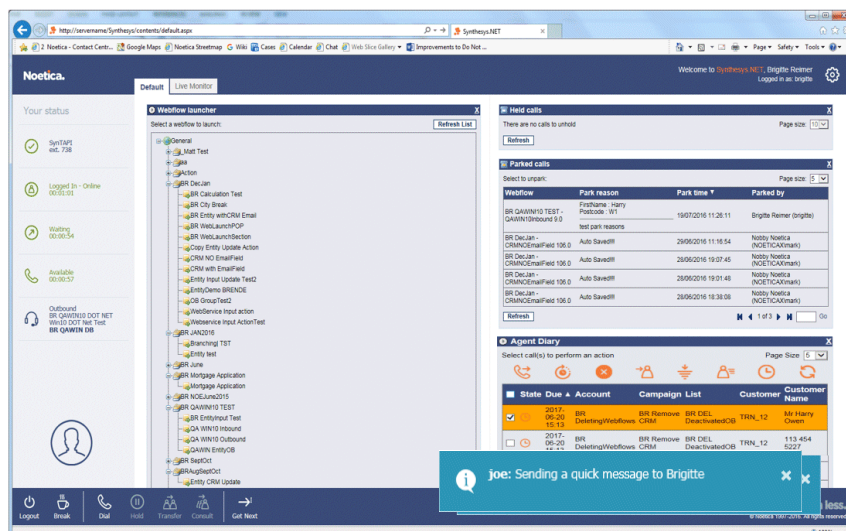 http://servername/Synthesys/contents/default.aspx
Synthesys.NET
2 Noetica - Contact Centr...
Google Maps
Noetica Streetmap
Wiki
Cases
Calendar
Chat
Web Slice Gallery
Improvements to Do Not ...
Page
Safety
Tools
Noetica.
Default
Live Monitor
Welcome to Synthesys.NET, Brigitte Reimer
Logged in as: brigitte
Your status
SynTAPI
ext. 738
Logged In - Online
00:01:01
Waiting
00:00:54
Available
00:00:57
Outbound
BR QAWIN10 DOT NET
Win10 DOT Net Test
BR QAWIN DB
Webflow launcher
X
Select a webflow to launch:
Refresh List
General
_Matt Test
aa
Action
BR DecJan
BR Calculation Test
BR City Break
BR Entity withCRM Email
BR WebLaunchPOP
BR WebLaunchSection
Copy Entity Update Action
CRM NO EmailField
CRM with EmailField
Entity Input Update Test2
EntityDemo BRENDE
OB GroupTest2
WebService Input action
Webservice Input ActionTest
BR JAN2016
Branching| TST
Entity test
BR June
BR Mortgage Application
Mortgage Application
BR NOEJune2015
BR QAWIN10 TEST
BR EntityInput Test
QA WIN10 Inbound
QA WIN10 Outbound
QAWIN EntityOB
BR SeptOct
BRAugSeptOct
Entity CRM Update
Held calls
X
There are no calls to unhold
Page size: 10
Refresh
Parked calls
X
Select to unpark:
Page size: 5
Webflow Park reason Park time Parked by
BR QAWIN10 TEST -
QAWIN10Inbound 9.0
FirstName : Harry
Postcode : W1
test park reasons
19/07/2016 11:26:11
Brigitte Reimer (brigitte)
BR DecJan -
CRMNOEmailField 106.0
Auto Saved!!!
29/06/2016 11:16:54
Nobby Noetica
(NOETICA\mark)
BR DecJan -
CRMNOEmailField 106.0
Auto Saved!!!
28/06/2016 19:07:45
Nobby Noetica
(NOETICA\mark)
BR DecJan -
CRMNOEmailField 106.0
Auto Saved!!!
28/06/2016 19:01:48
Nobby Noetica
(NOETICA\mark)
BR DecJan -
CRMNOEmailField 106.0
Auto Saved!!!
28/06/2016 18:38:08
Nobby Noetica
(NOETICA\mark)
Refresh
1 of 3
Go
Agent Diary
X
Select call(s) to perform an action
Page Size 5
State Due Account Campaign List Customer Customer Name
2017-
06-20
15:13
BR
DeletingWebflows
BR Remove
CRM
BR DEL
DeactivatedOB
TRN_12
Mr Harry
Owen
2017-
06-20
BR
DeletingWebflows
BR Remove
CRM
BR DEL
DeactivatedOB
TRN_12
113 454
5227
joe: Sending a quick message to Brigitte
Logout
Break
Dial
Hold
Transfer
Consult
Get Next
less.
© Noetica 1997-2016. All rights reserved